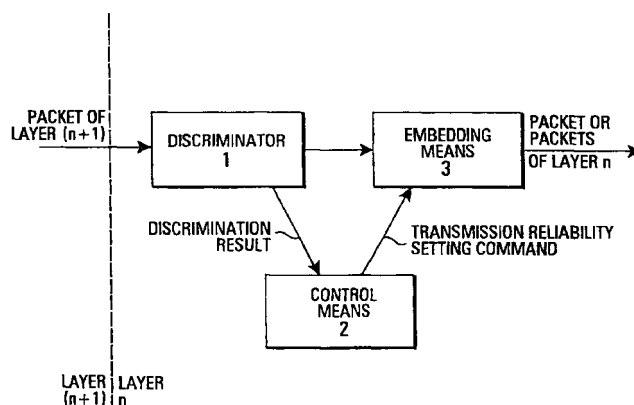 PACKET OF
LAYER (n+1)
DISCRIMINATOR
1
EMBEDDING
MEANS
3
PACKET OR
PACKETS
OF LAYER n
DISCRIMINATION
RESULT
TRANSMISSION RELIABILITY
SETTING COMMAND
CONTROL
MEANS
2
LAYER
(n+1)
LAYER
n